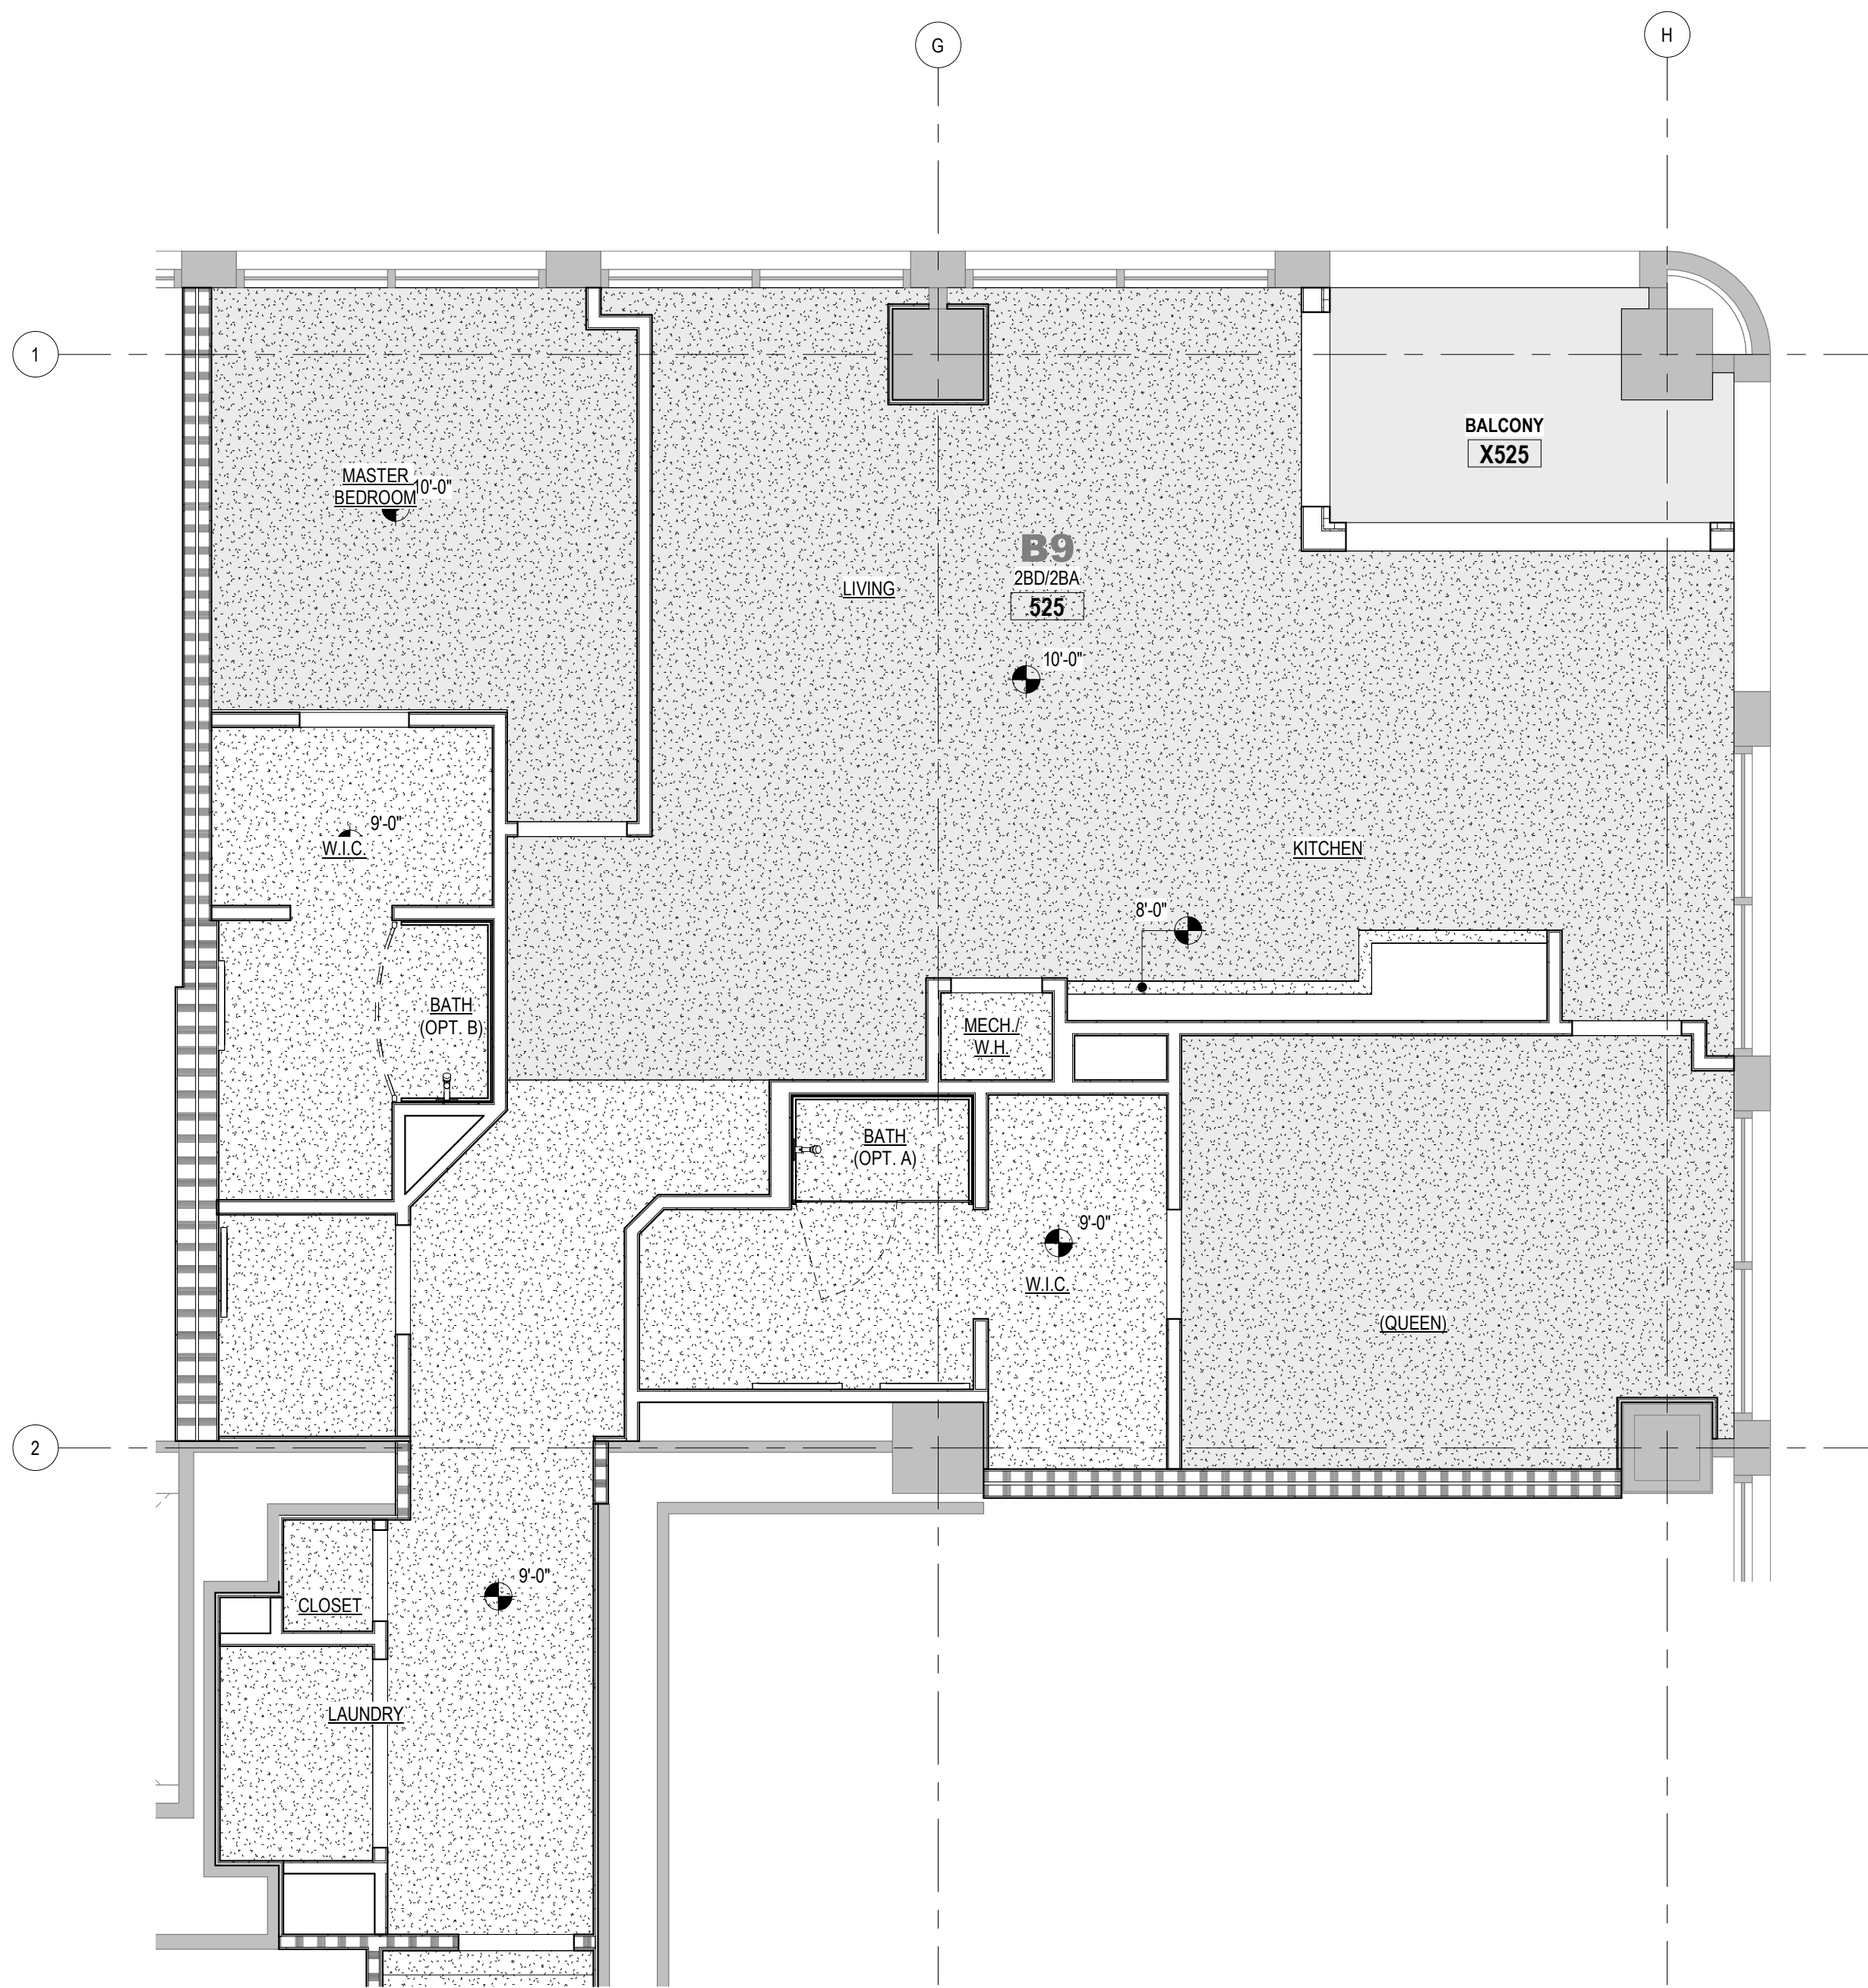 G
H
1
BALCONY
X525
MASTER
BEDROOM
10'-0"
B9
2BD/2BA
525
LIVING
10'-0"
9'-0"
W.I.C.
KITCHEN
8'-0"
BATH
(OPT. B)
MECH./
W.H.
BATH
(OPT. A)
9'-0"
W.I.C.
(QUEEN)
2
9'-0"
CLOSET
LAUNDRY